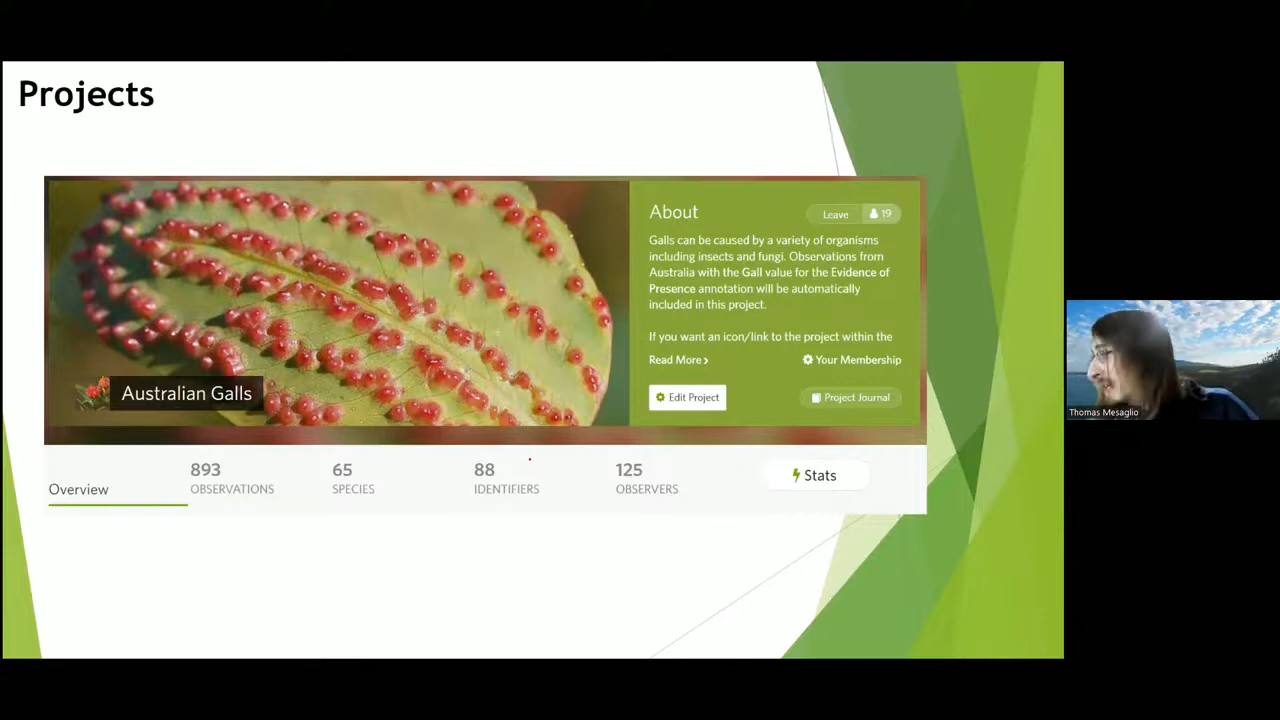 Projects
About
Leave
19
Galls can be caused by a variety of organisms
including insects and fungi. Observations from
Australia with the Gall value for the Evidence of
Presence annotation will be automatically
included in this project.
If you want an icon/link to the project within the
Read More ›
Your Membership
Edit Project
Project Journal
Australian Galls
Overview
893
OBSERVATIONS
65
SPECIES
88
IDENTIFIERS
125
OBSERVERS
Stats
Thomas Mesaglio